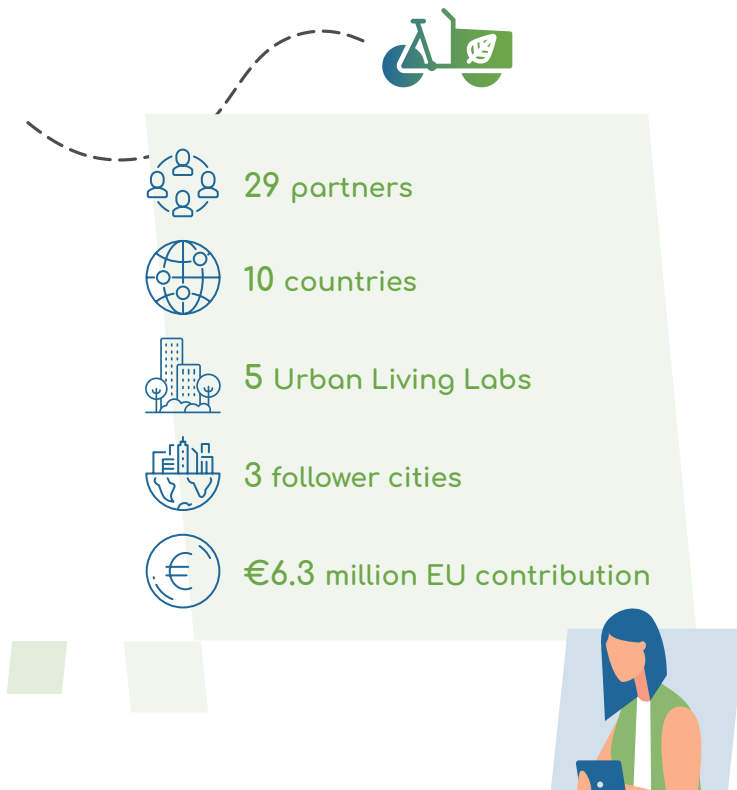 29 partners
10 countries
5 Urban Living Labs
3 follower cities
€6.3 million EU contribution